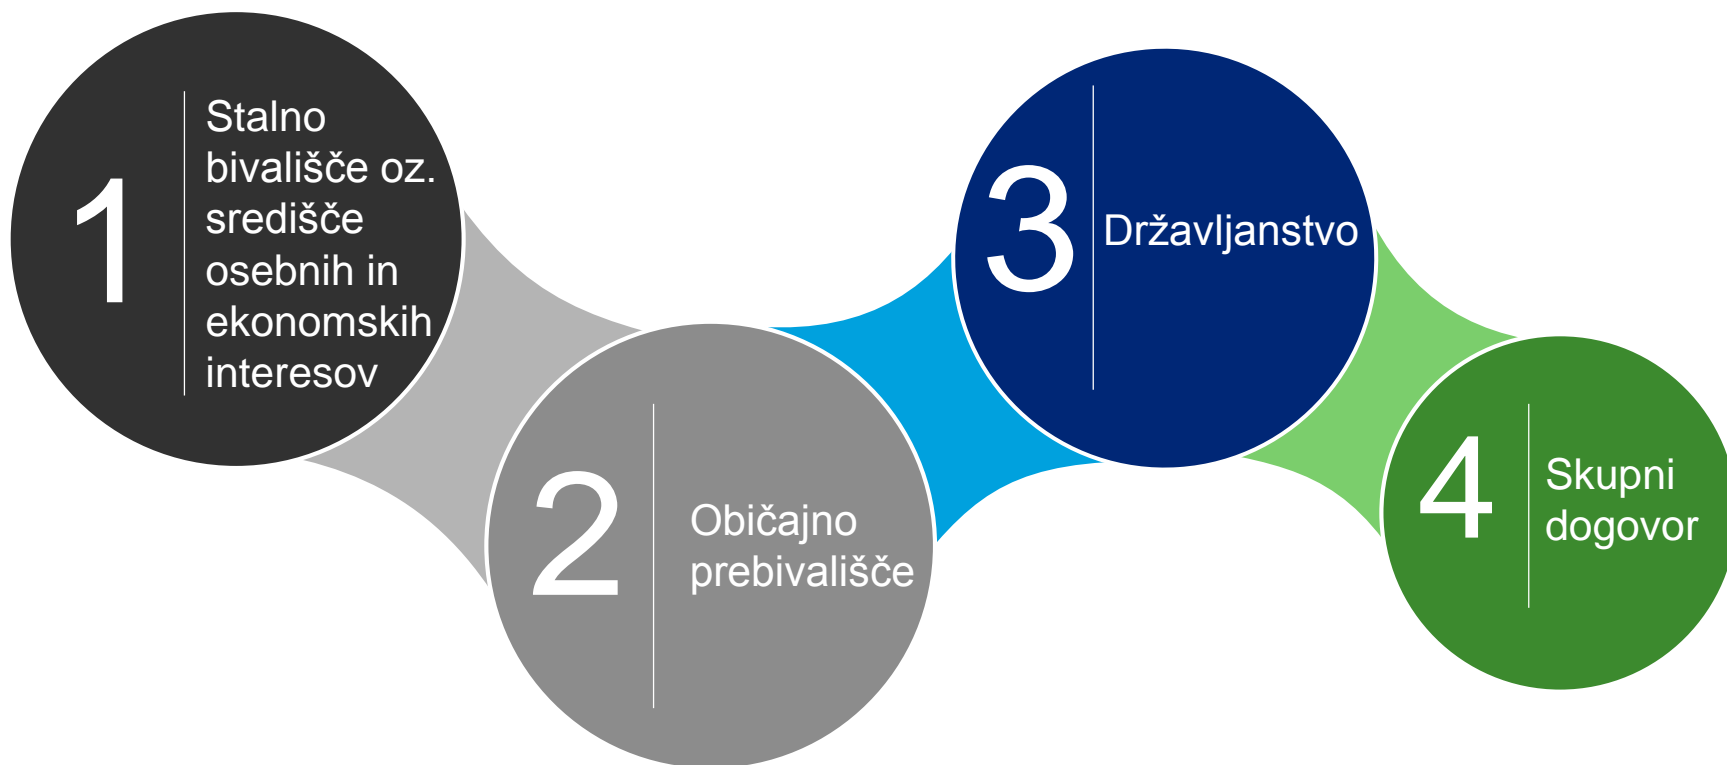 1
Stalno
bivališče oz.
središče
osebnih in
ekonomskih
interesov
2
Običajno
prebivališče
3
Državljanstvo
4
Skupni
dogovor